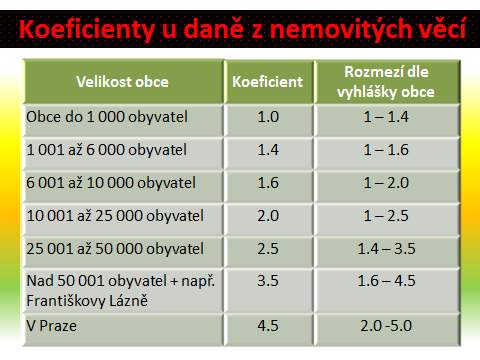 Koeficienty u daně z nemovitých věcí
Velikost obce Koeficient Rozmezí dle
vyhlášky obce
Obce do 1 000 obyvatel 1.0 1 – 1.4
1 001 až 6 000 obyvatel 1.4 1 – 1.6
6 001 až 10 000 obyvatel 1.6 1 – 2.0
10 001 až 25 000 obyvatel 2.0 1 – 2.5
25 001 až 50 000 obyvatel 2.5 1.4 – 3.5
Nad 50 001 obyvatel + např. 3.5 1.6 – 4.5
Františkovy Lázně
V Praze 4.5 2.0 -5.0